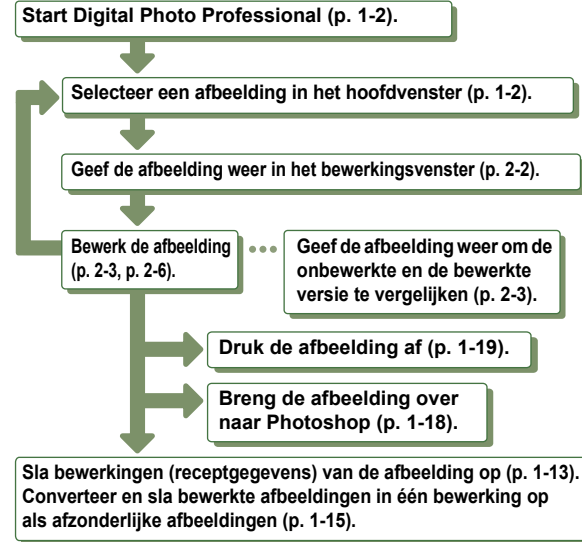 Start Digital Photo Professional (p. 1-2).
Selecteer een afbeelding in het hoofdvenster (p. 1-2).
Geef de afbeelding weer in het bewerkingsvenster (p. 2-2).
Bewerk de afbeelding
(p. 2-3, p. 2-6).
Geef de afbeelding weer om de
onbewerkte en de bewerkte
versie te vergelijken (p. 2-3).
Druk de afbeelding af (p. 1-19).
Breng de afbeelding over
naar Photoshop (p. 1-18).
Sla bewerkingen (receptgegevens) van de afbeelding op (p. 1-13).
Converteer en sla bewerkte afbeeldingen in één bewerking op
als afzonderlijke afbeeldingen (p. 1-15).